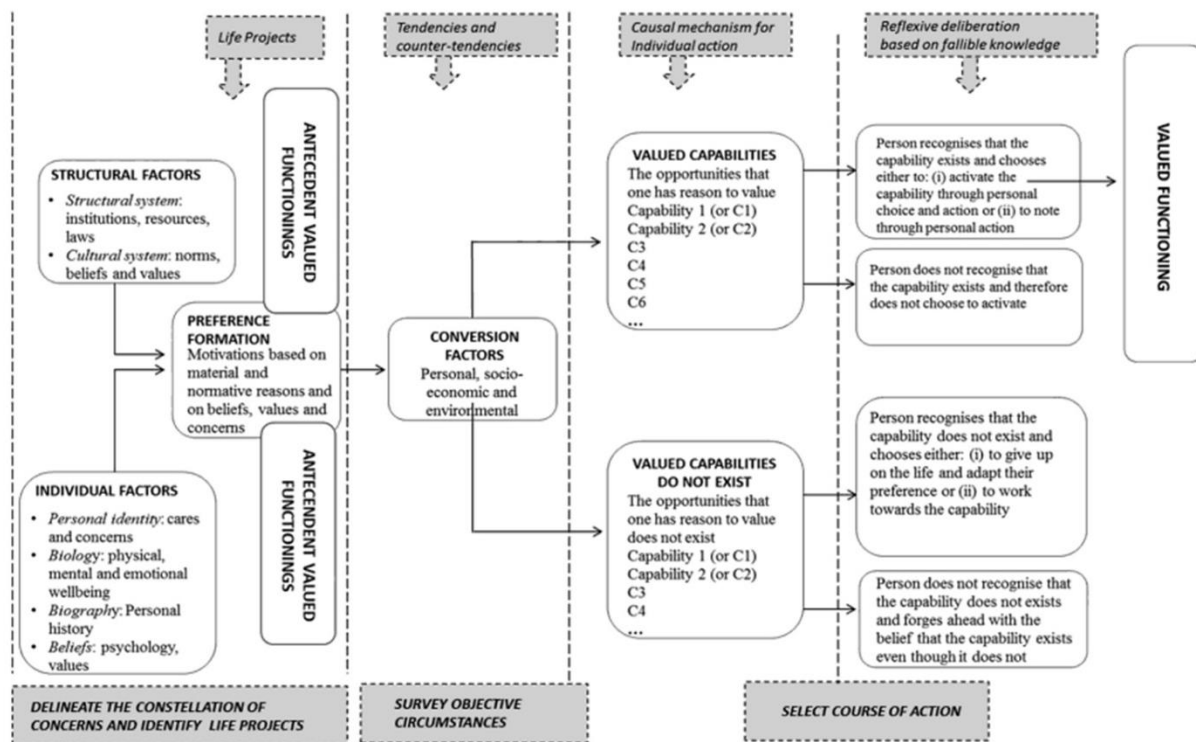 Life Projects
Tendencies and
counter-tendencies
Causal mechanism for
Individual action
Reflexive deliberation
based on fallible knowledge
STRUCTURAL FACTORS
• Structural system:
institutions, resources,
laws
• Cultural system: norms,
beliefs and values
ANTECEDENT VALUED
FUNCTIONINGS
PREFERENCE
FORMATION
Motivations based on
material and
normative reasons and
on beliefs, values and
concerns
INDIVIDUAL FACTORS
• Personal identity: cares
and concerns
• Biology: physical,
mental and emotional
wellbeing
• Biography: Personal
history
• Beliefs: psychology,
values
ANTECENDENT VALUED
FUNCTIONINGS
CONVERSION
FACTORS
Personal, socio-
economic and
environmental
VALUED CAPABILITIES
The opportunities that
one has reason to value
Capability 1 (or C1)
Capability 2 (or C2)
C3
C4
C5
C6
...
VALUED CAPABILITIES
DO NOT EXIST
The opportunities that
one has reason to value
does not exist
Capability 1 (or C1)
Capability 2 (or C2)
C3
C4
...
Person recognises that the
capability exists and chooses
either to: (i) activate the
capability through personal
choice and action or (ii) to note
through personal action
Person does not recognise that
the capability exists and therefore
does not choose to activate
Person recognises that the
capability does not exist and
chooses either: (i) to give up
on the life and adapt their
preference or (ii) to work
towards the capability
Person does not recognise that
the capability does not exists
and forges ahead with the
belief that the capability exists
even though it does not
VALUED FUNCTIONING
DELINEATE THE CONSTELLATION OF
CONCERNS AND IDENTIFY LIFE PROJECTS
SURVEY OBJECTIVE
CIRCUMSTANCES
SELECT COURSE OF ACTION